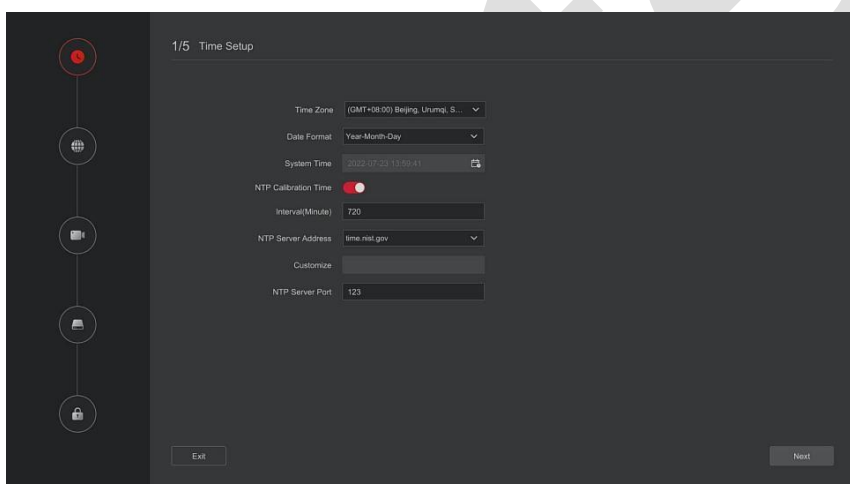 1/5 Time Setup
Time Zone (GMT+08:00) Beijing, Urumqi, S...
Date Format Year-Month-Day
System Time 2022-07-23 13:59:41
NTP Calibration Time
Interval(Minute) 720
NTP Server Address time.nist.gov
Customize
NTP Server Port 123
Exit Next